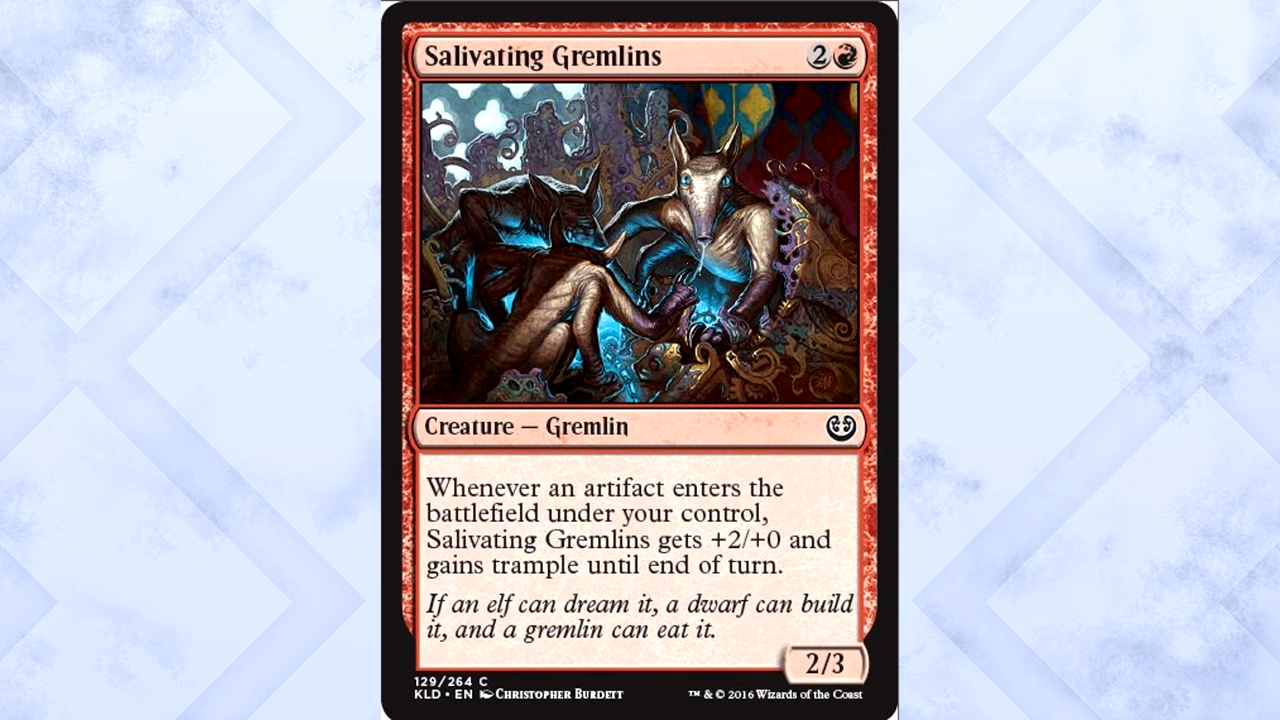 Salivating Gremlins 2
Creature — Gremlin
Whenever an artifact enters the
battlefield under your control,
Salivating Gremlins gets +2/+0 and
gains trample until end of turn.
If an elf can dream it, a dwarf can build
it, and a gremlin can eat it.
2/3
129/264 C
KLD • EN Christopher Burdett
™ & © 2016 Wizards of the Coast